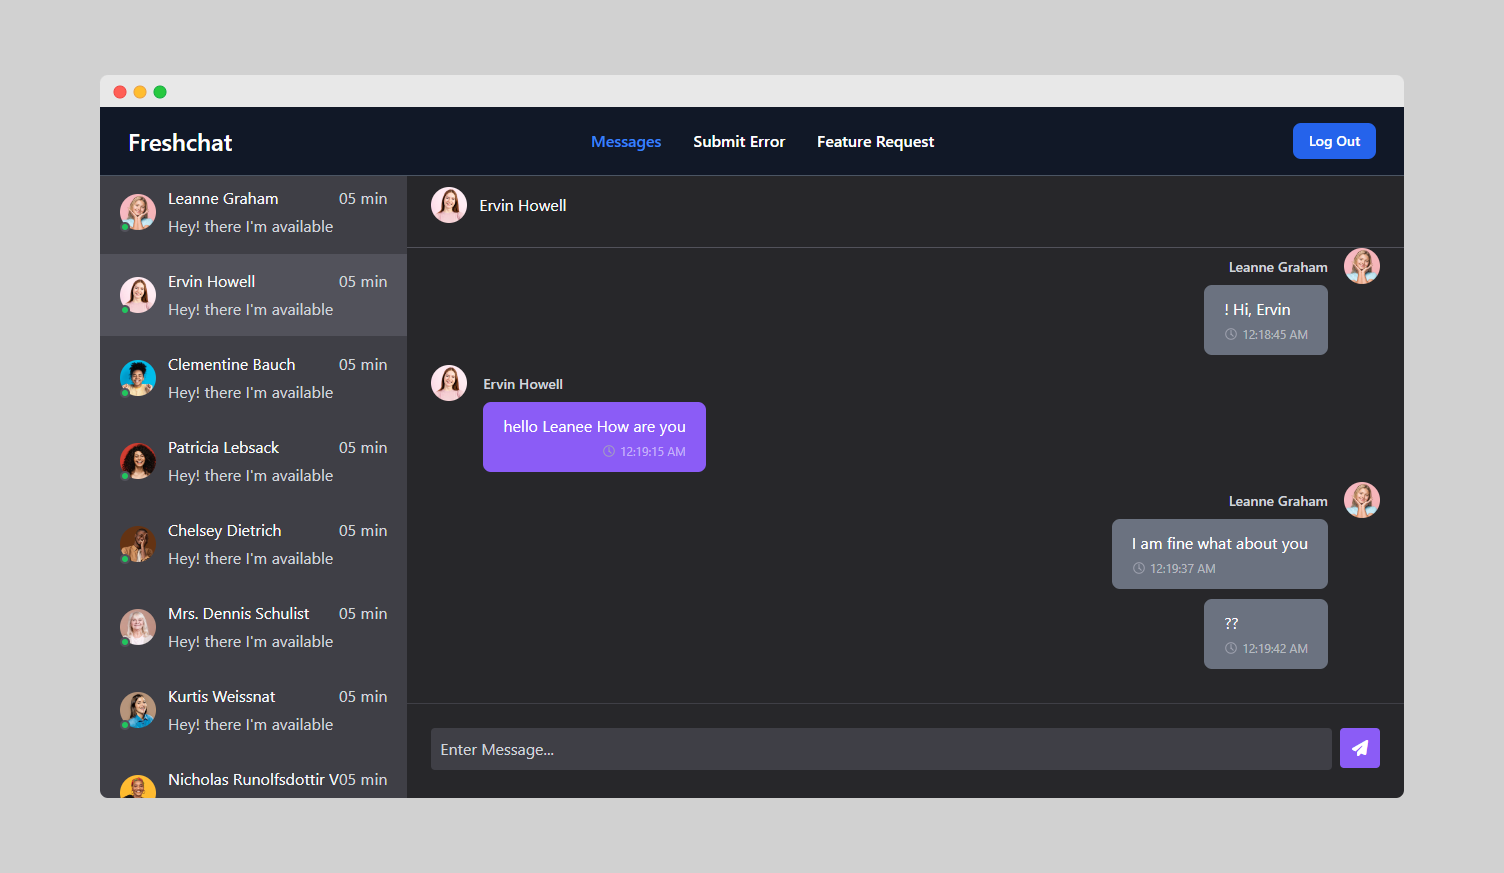 Freshchat
Messages Submit Error Feature Request
Log Out
Leanne Graham 05 min
Hey! there I'm available
Ervin Howell 05 min
Hey! there I'm available
Clementine Bauch 05 min
Hey! there I'm available
Patricia Lebsack 05 min
Hey! there I'm available
Chelsey Dietrich 05 min
Hey! there I'm available
Mrs. Dennis Schulist 05 min
Hey! there I'm available
Kurtis Weissnat 05 min
Hey! there I'm available
Nicholas Runolfsdottir V 05 min
Ervin Howell
Leanne Graham
! Hi, Ervin
12:18:45 AM
Ervin Howell
hello Leanee How are you
12:19:15 AM
Leanne Graham
I am fine what about you
12:19:37 AM
??
12:19:42 AM
Enter Message...